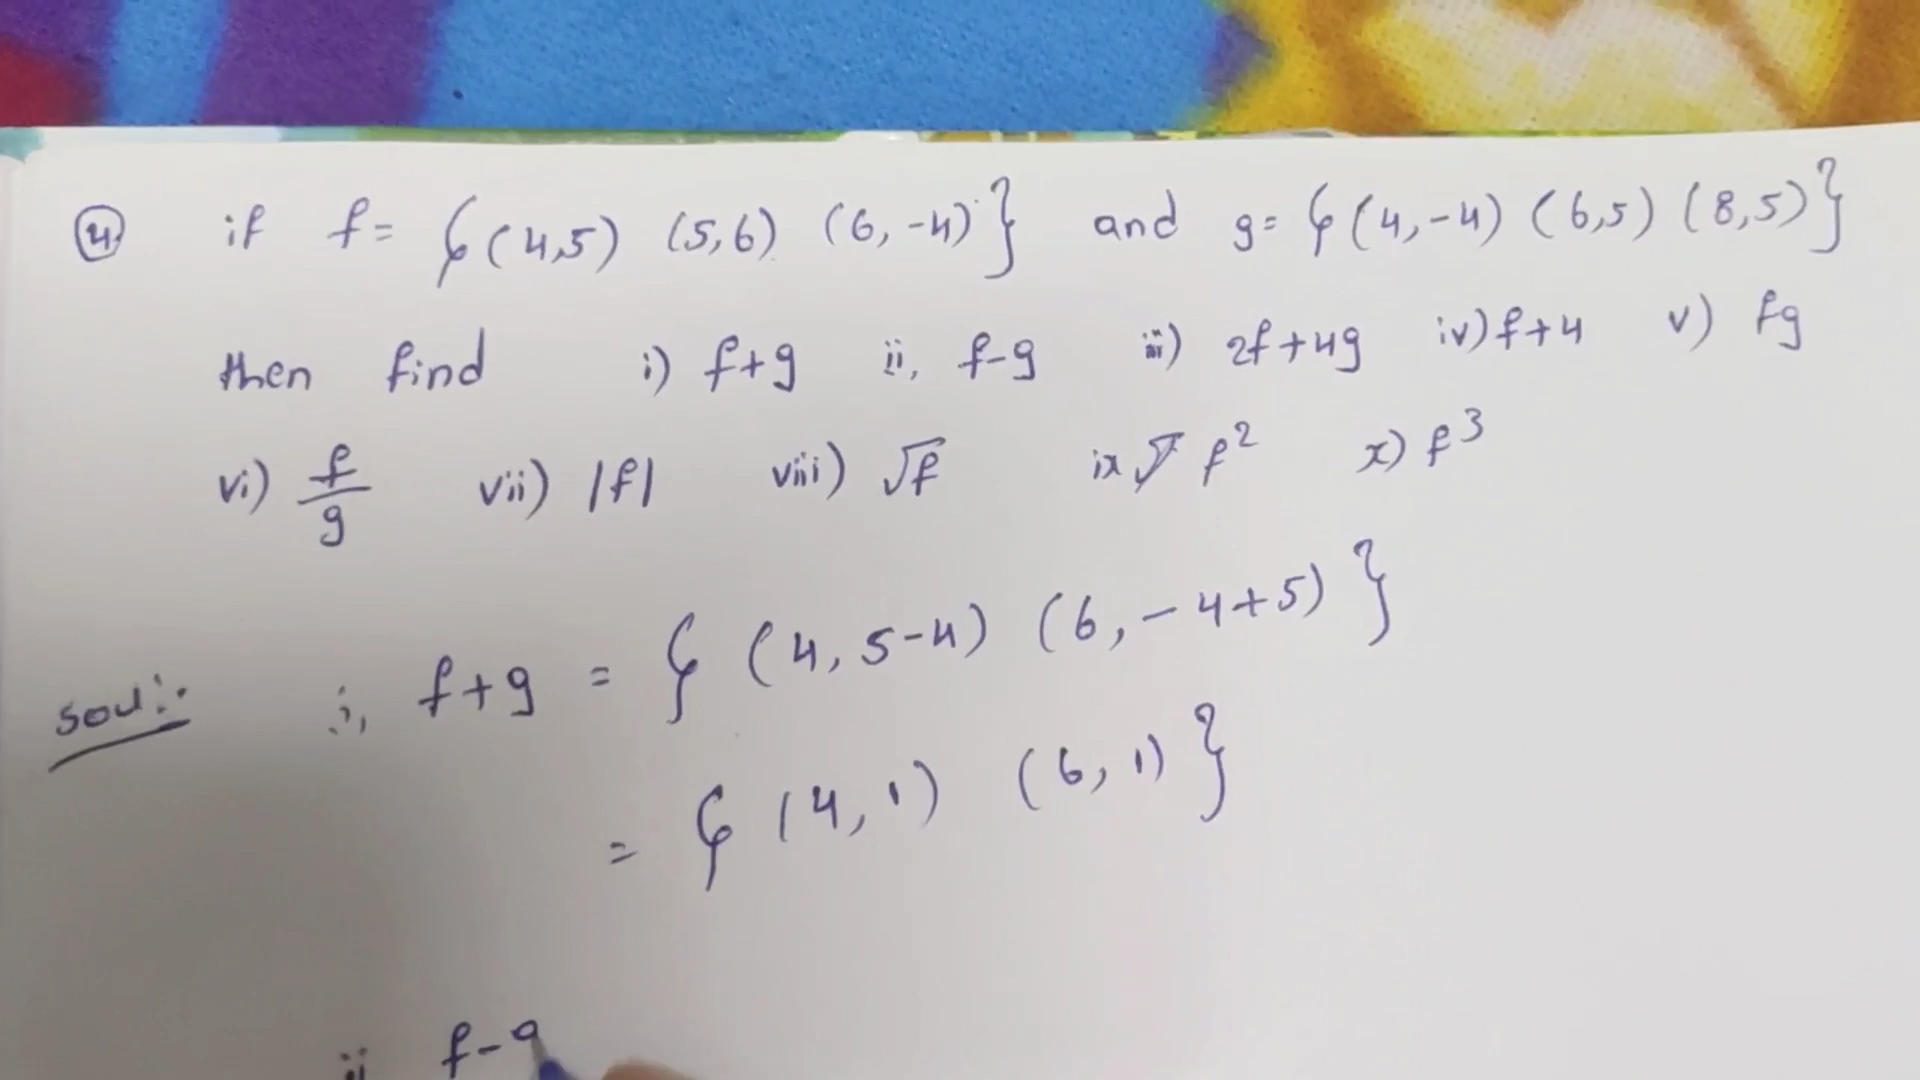 ④ if f= {(4,5) (5,6) (6,-4)} and g= {(4,-4) (6,5) (8,5)}
then find i) f+g ii, f-g iii) 2f+4g iv) f+4 v) fg
vi) f/g vii) |f| viii) √f ix) f² x) f³
Sol:- i, f+g = { (4, 5-4) (6, -4+5) }
= { (4, 1) (6, 1) }
ii f-g